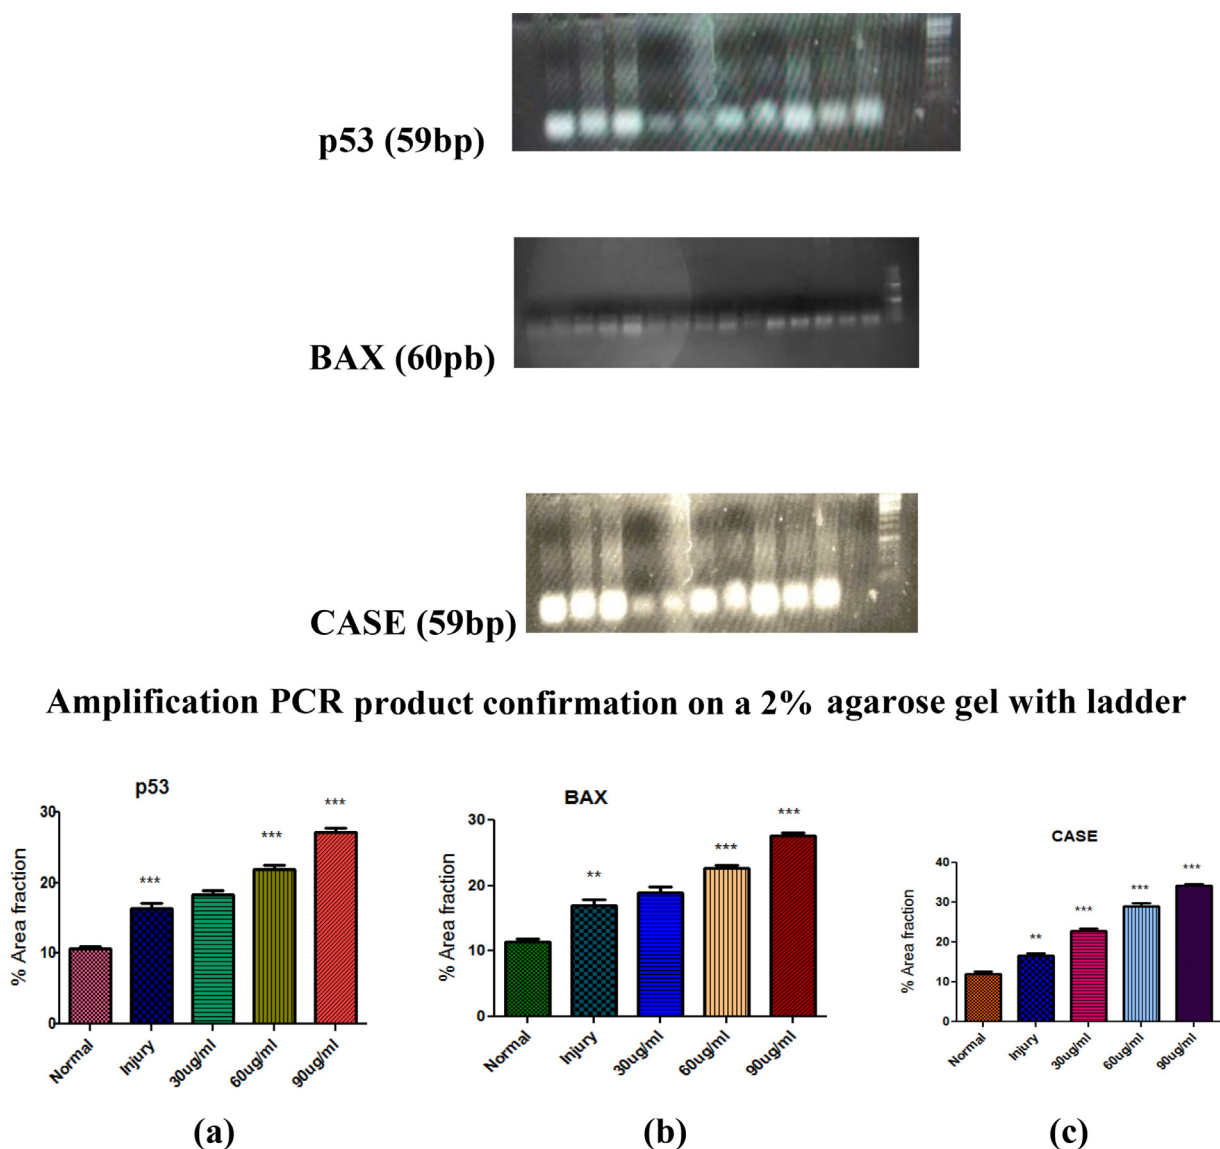 p53 (59bp)
BAX (60pb)
CASE (59bp)
Amplification PCR product confirmation on a 2% agarose gel with ladder
p53
% Area fraction
30
20
10
0
***
***
***
Normal
Injury
30ug/ml
60ug/ml
90ug/ml
(a)
BAX
% Area fraction
30
20
10
0
**
***
***
Normal
Injury
30ug/ml
60ug/ml
90ug/ml
(b)
CASE
% Area fraction
40
30
20
10
0
**
***
***
***
Normal
Injury
30ug/ml
60ug/ml
90ug/ml
(c)